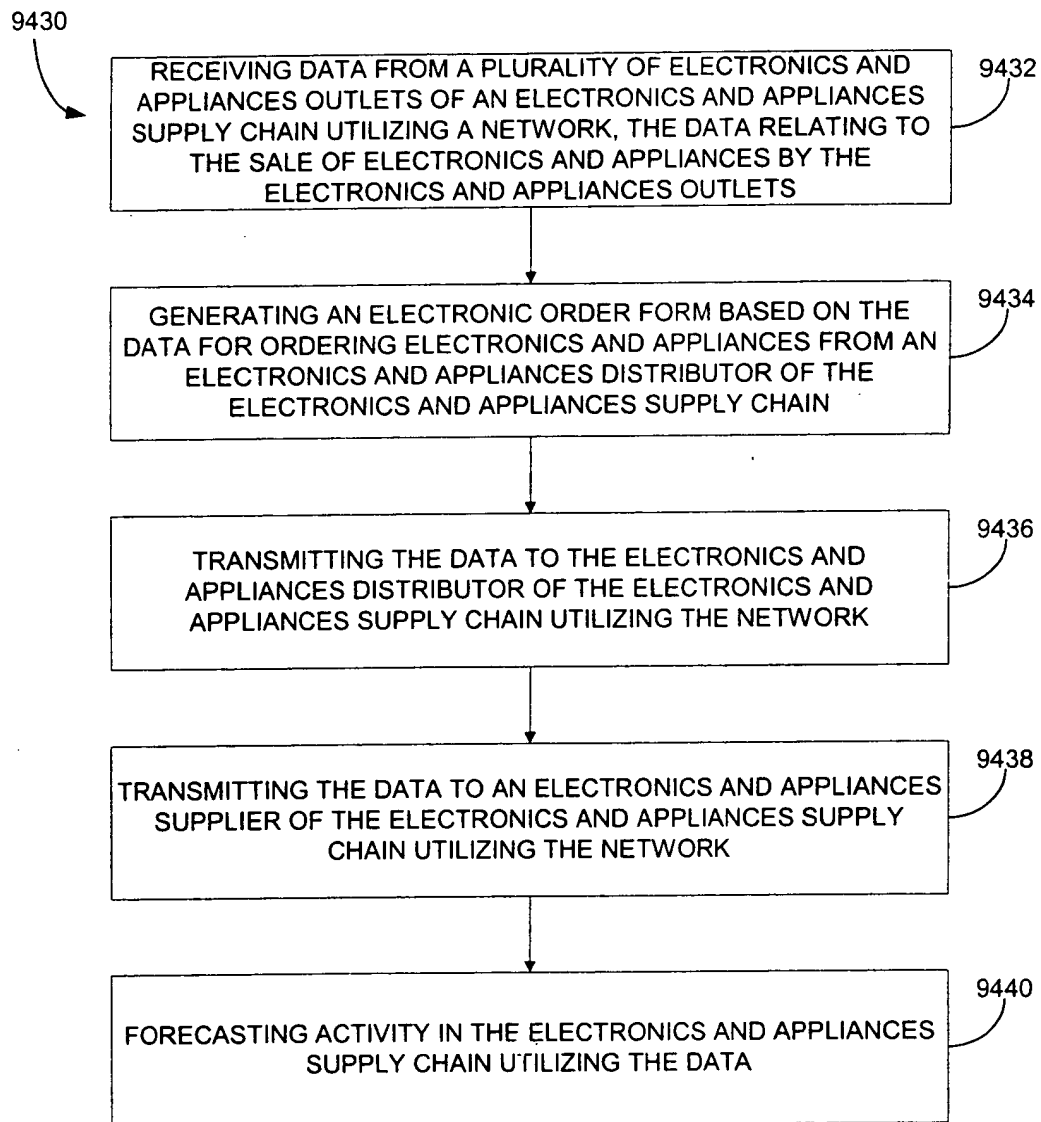 9430
RECEIVING DATA FROM A PLURALITY OF ELECTRONICS AND
APPLIANCES OUTLETS OF AN ELECTRONICS AND APPLIANCES
SUPPLY CHAIN UTILIZING A NETWORK, THE DATA RELATING TO
THE SALE OF ELECTRONICS AND APPLIANCES BY THE
ELECTRONICS AND APPLIANCES OUTLETS
9432
GENERATING AN ELECTRONIC ORDER FORM BASED ON THE
DATA FOR ORDERING ELECTRONICS AND APPLIANCES FROM AN
ELECTRONICS AND APPLIANCES DISTRIBUTOR OF THE
ELECTRONICS AND APPLIANCES SUPPLY CHAIN
9434
TRANSMITTING THE DATA TO THE ELECTRONICS AND
APPLIANCES DISTRIBUTOR OF THE ELECTRONICS AND
APPLIANCES SUPPLY CHAIN UTILIZING THE NETWORK
9436
TRANSMITTING THE DATA TO AN ELECTRONICS AND APPLIANCES
SUPPLIER OF THE ELECTRONICS AND APPLIANCES SUPPLY
CHAIN UTILIZING THE NETWORK
9438
FORECASTING ACTIVITY IN THE ELECTRONICS AND APPLIANCES
SUPPLY CHAIN UTILIZING THE DATA
9440